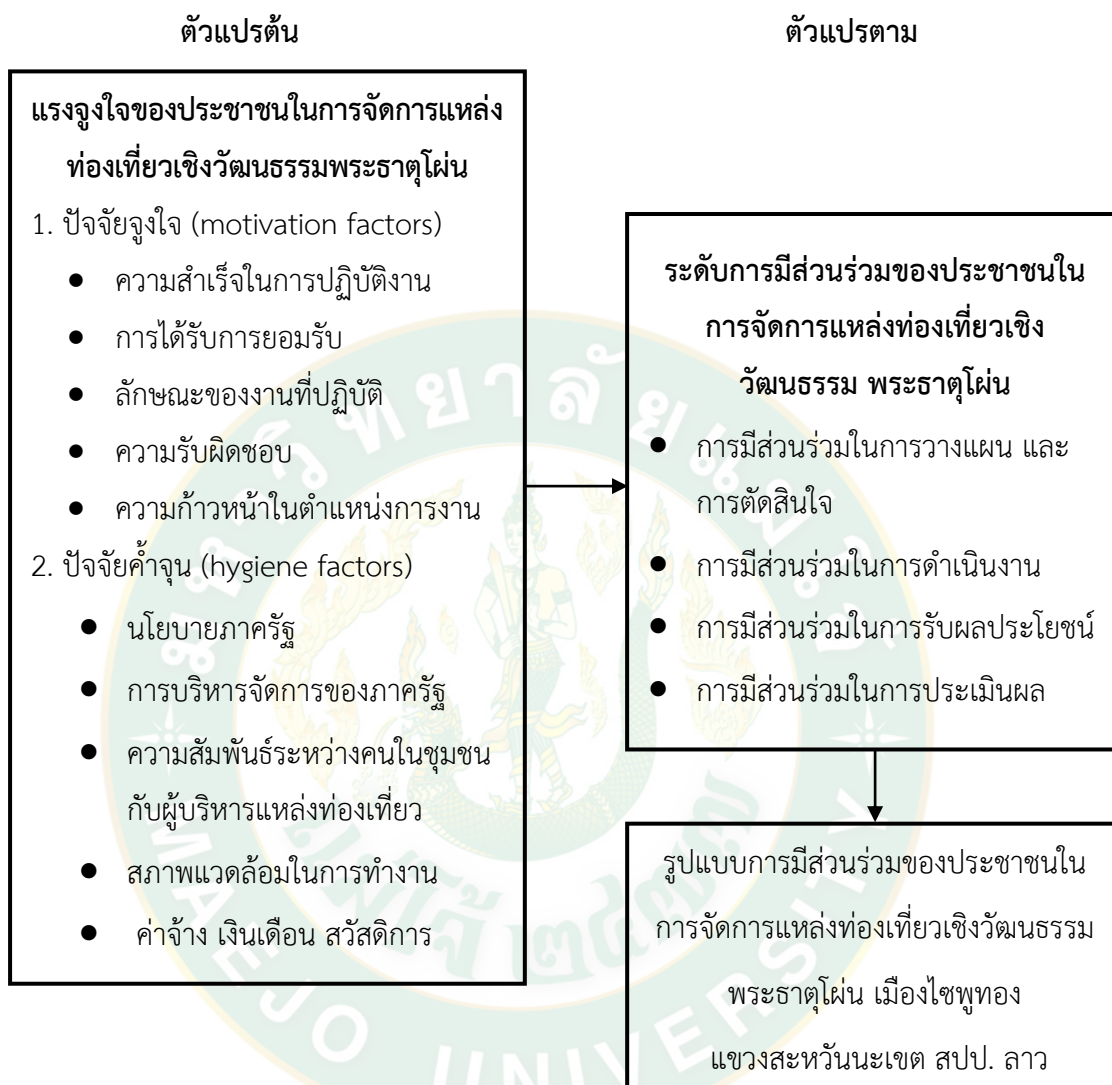 ตัวแปรต้น
ตัวแปรตาม
แรงจูงใจของประชาชนในการจัดการแหล่ง
ท่องเที่ยวเชิงวัฒนธรรมพระธาตุโผ่น
1. ปัจจัยจูงใจ (motivation factors)
● ความสำเร็จในการปฏิบัติงาน
● การได้รับการยอมรับ
● ลักษณะของงานที่ปฏิบัติ
● ความรับผิดชอบ
● ความก้าวหน้าในตำแหน่งการงาน
2. ปัจจัยค้ำจุน (hygiene factors)
● นโยบายภาครัฐ
● การบริหารจัดการของภาครัฐ
● ความสัมพันธ์ระหว่างคนในชุมชน
กับผู้บริหารแหล่งท่องเที่ยว
● สภาพแวดล้อมในการทำงาน
● ค่าจ้าง เงินเดือน สวัสดิการ
ระดับการมีส่วนร่วมของประชาชนใน
การจัดการแหล่งท่องเที่ยวเชิง
วัฒนธรรม พระธาตุโผ่น
● การมีส่วนร่วมในการวางแผน และ
การตัดสินใจ
● การมีส่วนร่วมในการดำเนินงาน
● การมีส่วนร่วมในการรับผลประโยชน์
● การมีส่วนร่วมในการประเมินผล
รูปแบบการมีส่วนร่วมของประชาชนใน
การจัดการแหล่งท่องเที่ยวเชิงวัฒนธรรม
พระธาตุโผ่น เมืองไซพูทอง
แขวงสะหวันนะเขต สปป. ลาว
มหาวิทยาลัยแม่โจ้
แม่โจ้ ๒๔๗๗
MAEJO UNIVERSITY